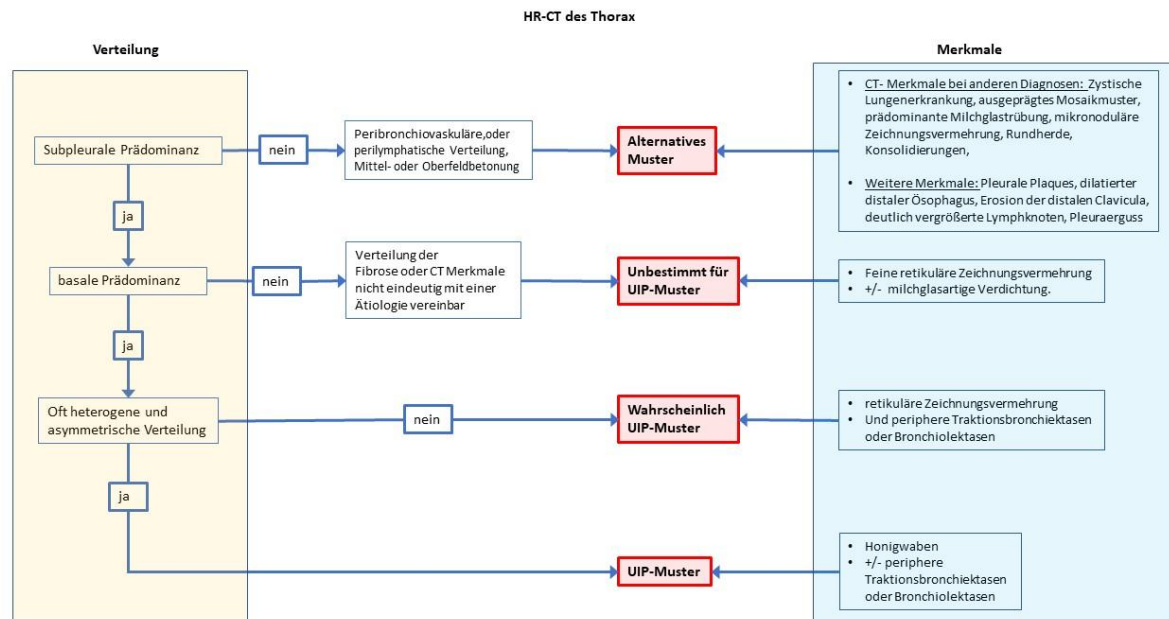 HR-CT des Thorax
Verteilung
Merkmale
Subpleurale Prädominanz
nein
Peribronchiovaskuläre,oder
perilymphatische Verteilung,
Mittel- oder Oberfeldbetonung
Alternatives
Muster
• CT- Merkmale bei anderen Diagnosen: Zystische
Lungenerkrankung, ausgeprägtes Mosaikmuster,
prädominante Milchglastrübung, mikronoduläre
Zeichnungsvermehrung, Rundherde,
Konsolidierungen,
• Weitere Merkmale: Pleurale Plaques, dilatierter
distaler Ösophagus, Erosion der distalen Clavicula,
deutlich vergrößerte Lymphknoten, Pleuraerguss
ja
basale Prädominanz
nein
Verteilung der
Fibrose oder CT Merkmale
nicht eindeutig mit einer
Ätiologie vereinbar
Unbestimmt für
UIP-Muster
• Feine retikuläre Zeichnungsvermehrung
• +/- milchglasartige Verdichtung.
ja
Oft heterogene und
asymmetrische Verteilung
nein
Wahrscheinlich
UIP-Muster
• retikuläre Zeichnungsvermehrung
• Und periphere Traktionsbronchiektasen
oder Bronchiolektasen
ja
UIP-Muster
• Honigwaben
• +/- periphere
Traktionsbronchiektasen
oder Bronchiolektasen